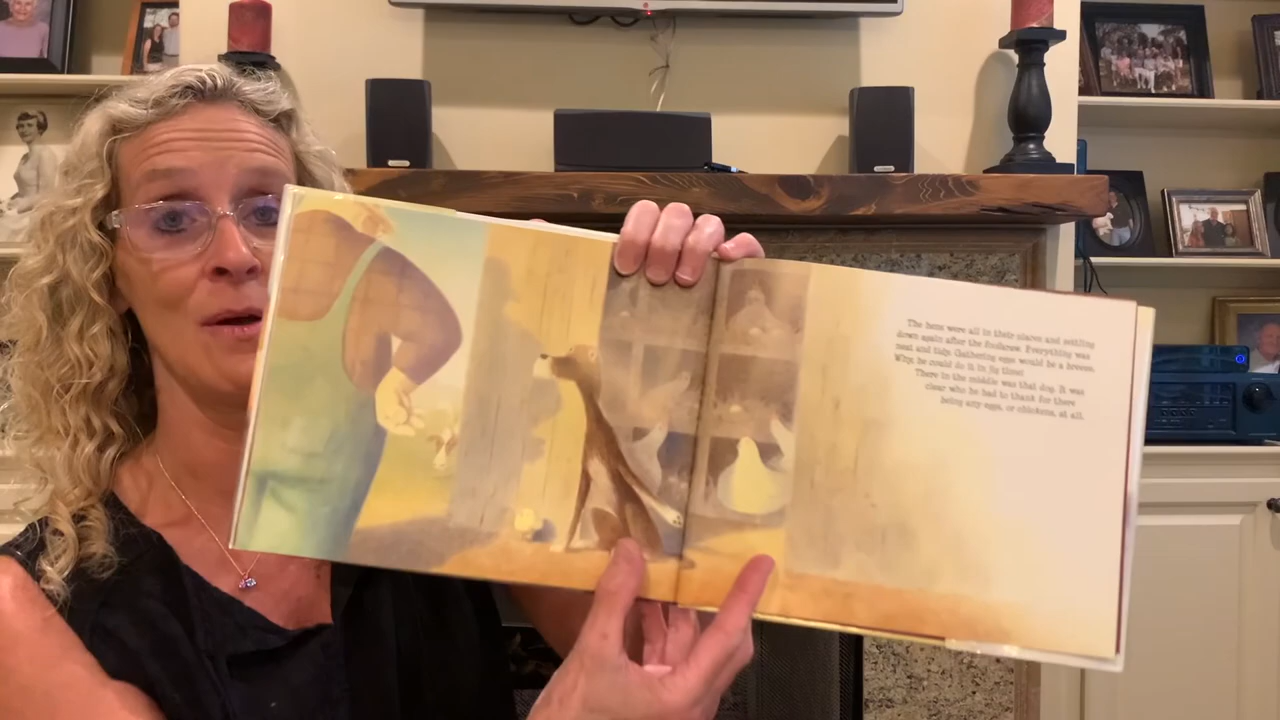 The hens were all in their places and settling
down again after the foofaraw. Everything was
neat and tidy. Gathering eggs would be a breeze.
Why, he could do it in jig time!
There in the middle was that dog. It was
clear who he had to thank for there
being any eggs, or chickens, at all.